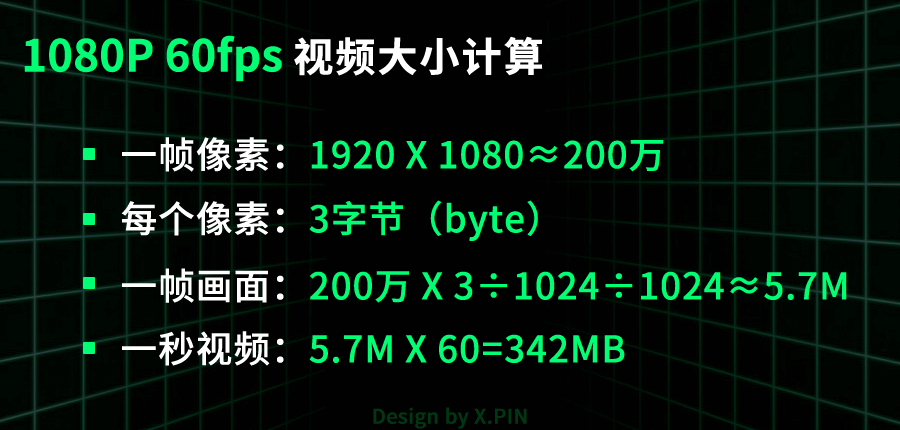 1080P 60fps 视频大小计算
一帧像素：1920 X 1080≈200万
每个像素：3字节（byte）
一帧画面：200万 X 3÷1024÷1024≈5.7M
一秒视频：5.7M X 60=342MB
Design by X.PIN